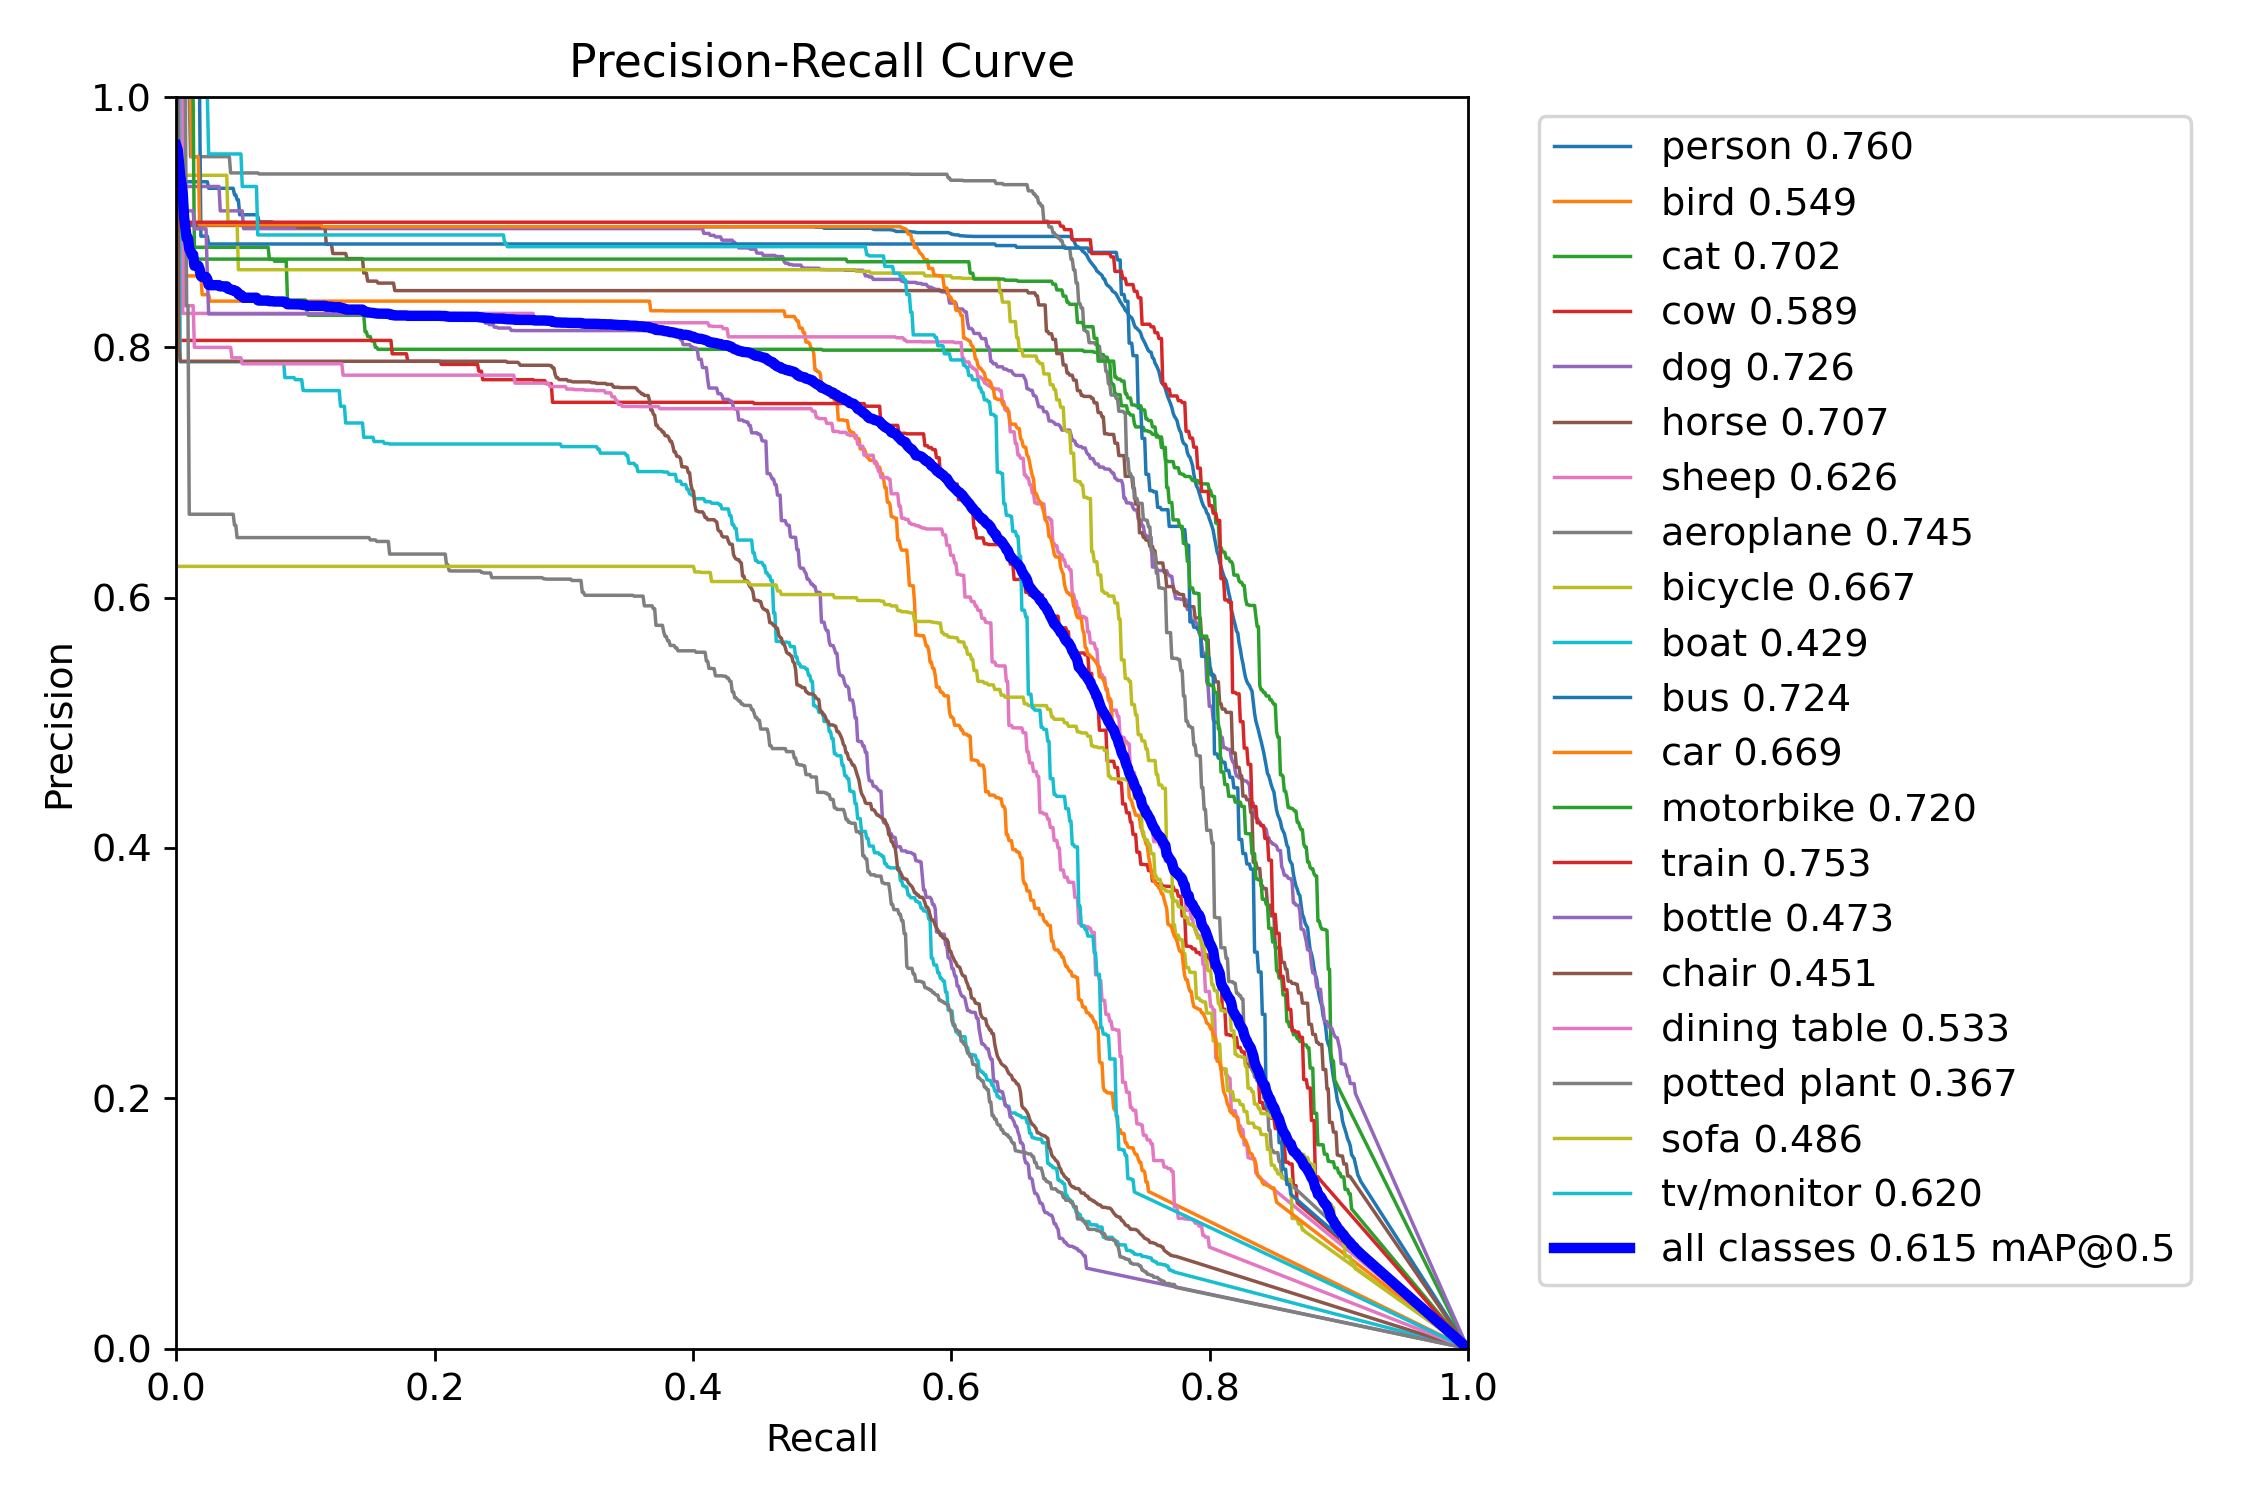 Precision-Recall Curve
1.0
0.8
0.6
0.4
0.2
0.0
Precision
0.0 0.2 0.4 0.6 0.8 1.0
Recall
person 0.760
bird 0.549
cat 0.702
cow 0.589
dog 0.726
horse 0.707
sheep 0.626
aeroplane 0.745
bicycle 0.667
boat 0.429
bus 0.724
car 0.669
motorbike 0.720
train 0.753
bottle 0.473
chair 0.451
dining table 0.533
potted plant 0.367
sofa 0.486
tv/monitor 0.620
all classes 0.615 mAP@0.5